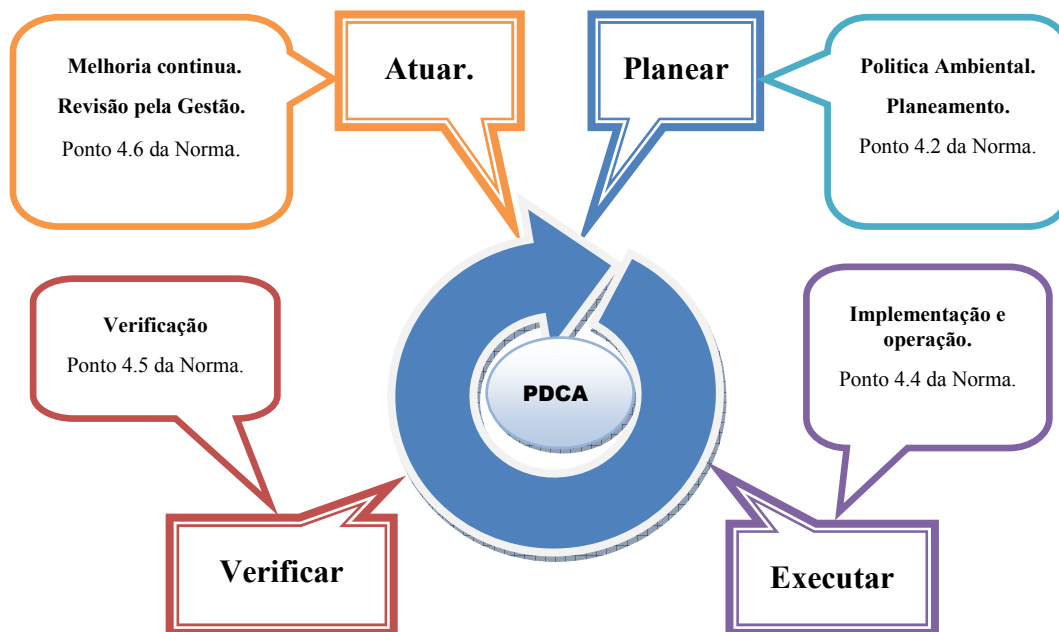 Melhoria continua.
Revisão pela Gestão.
Ponto 4.6 da Norma.
Atuar.
Planear
Politica Ambiental.
Planeamento.
Ponto 4.2 da Norma.
Verificação
Ponto 4.5 da Norma.
PDCA
Implementação e
operação.
Ponto 4.4 da Norma.
Verificar
Executar